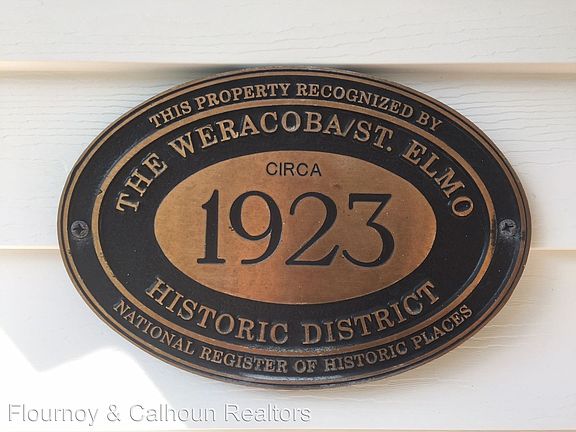 THIS PROPERTY RECOGNIZED BY
THE WERACOBA/ST. ELMO
CIRCA
1923
HISTORIC DISTRICT
NATIONAL REGISTER OF HISTORIC PLACES
Flournoy & Calhoun Realtors